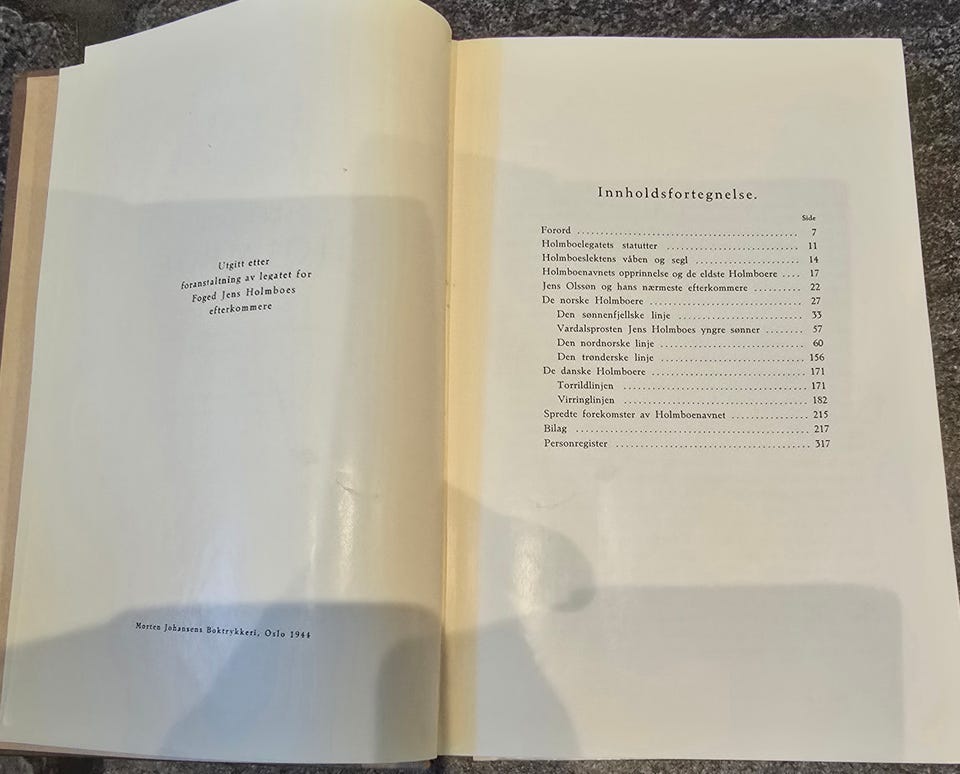 Utgitt etter
foranstaltning av legatet for
Foged Jens Holmboes
efterkommere
Morten Johansens Boktrykkeri, Oslo 1944
Innholdsfortegnelse.
Side
Forord .......... 7
Holmboelegatets statutter .......... 11
Holmboeslektens våben og segl .......... 14
Holmboenavnets opprinnelse og de eldste Holmboere .... 17
Jens Olssøn og hans nærmeste efterkommere .......... 22
De norske Holmboere .......... 27
Den sønnenfjellske linje .......... 33
Vardalsprosten Jens Holmboes yngre sønner ........ 57
Den nordnorske linje .......... 60
Den trønderske linje .......... 156
De danske Holmboere .......... 171
Torrildlinjen .......... 171
Virringlinjen .......... 182
Spredte forekomster av Holmboenavnet .......... 215
Bilag .......... 217
Personregister .......... 317